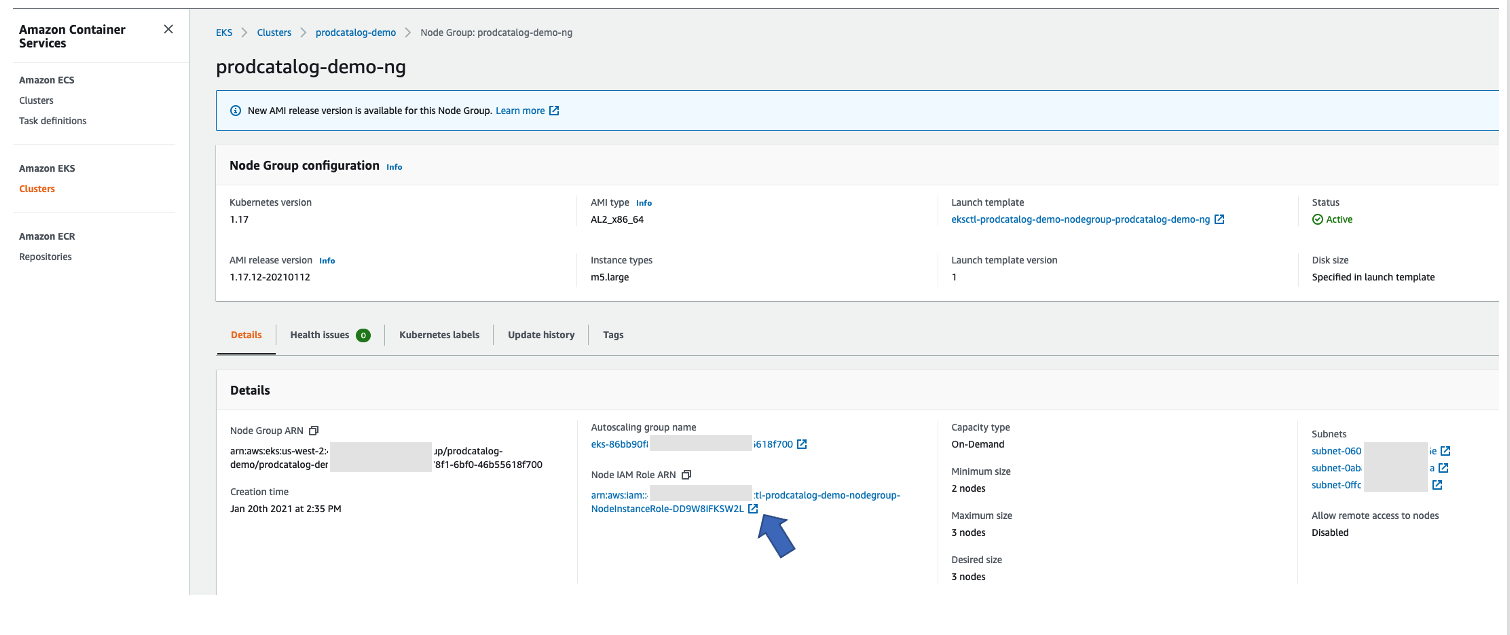 Amazon Container
Services
Amazon ECS
Clusters
Task definitions
Amazon EKS
Clusters
Amazon ECR
Repositories
EKS > Clusters > prodcatalog-demo > Node Group: prodcatalog-demo-ng
prodcatalog-demo-ng
New AMI release version is available for this Node Group. Learn more
Node Group configuration Info
Kubernetes version
1.17
AMI type Info
AL2_x86_64
Launch template
eksctl-prodcatalog-demo-nodegroup-prodcatalog-demo-ng
Status
Active
AMI release version Info
1.17.12-20210112
Instance types
m5.large
Launch template version
1
Disk size
Specified in launch template
Details
Health issues 0
Kubernetes labels
Update history
Tags
Details
Node Group ARN
arn:aws:eks:us-west-2: up/prodcatalog-
demo/prodcatalog-der 8f1-6bf0-46b55618f700
Creation time
Jan 20th 2021 at 2:35 PM
Autoscaling group name
eks-86bb90f 5618f700
Node IAM Role ARN
arn:aws:iam:: tl-prodcatalog-demo-nodegroup-
NodeInstanceRole-DD9W8IFKSW2L
Capacity type
On-Demand
Minimum size
2 nodes
Maximum size
3 nodes
Desired size
3 nodes
Subnets
subnet-060 e
subnet-0ab a
subnet-0ffc
Allow remote access to nodes
Disabled